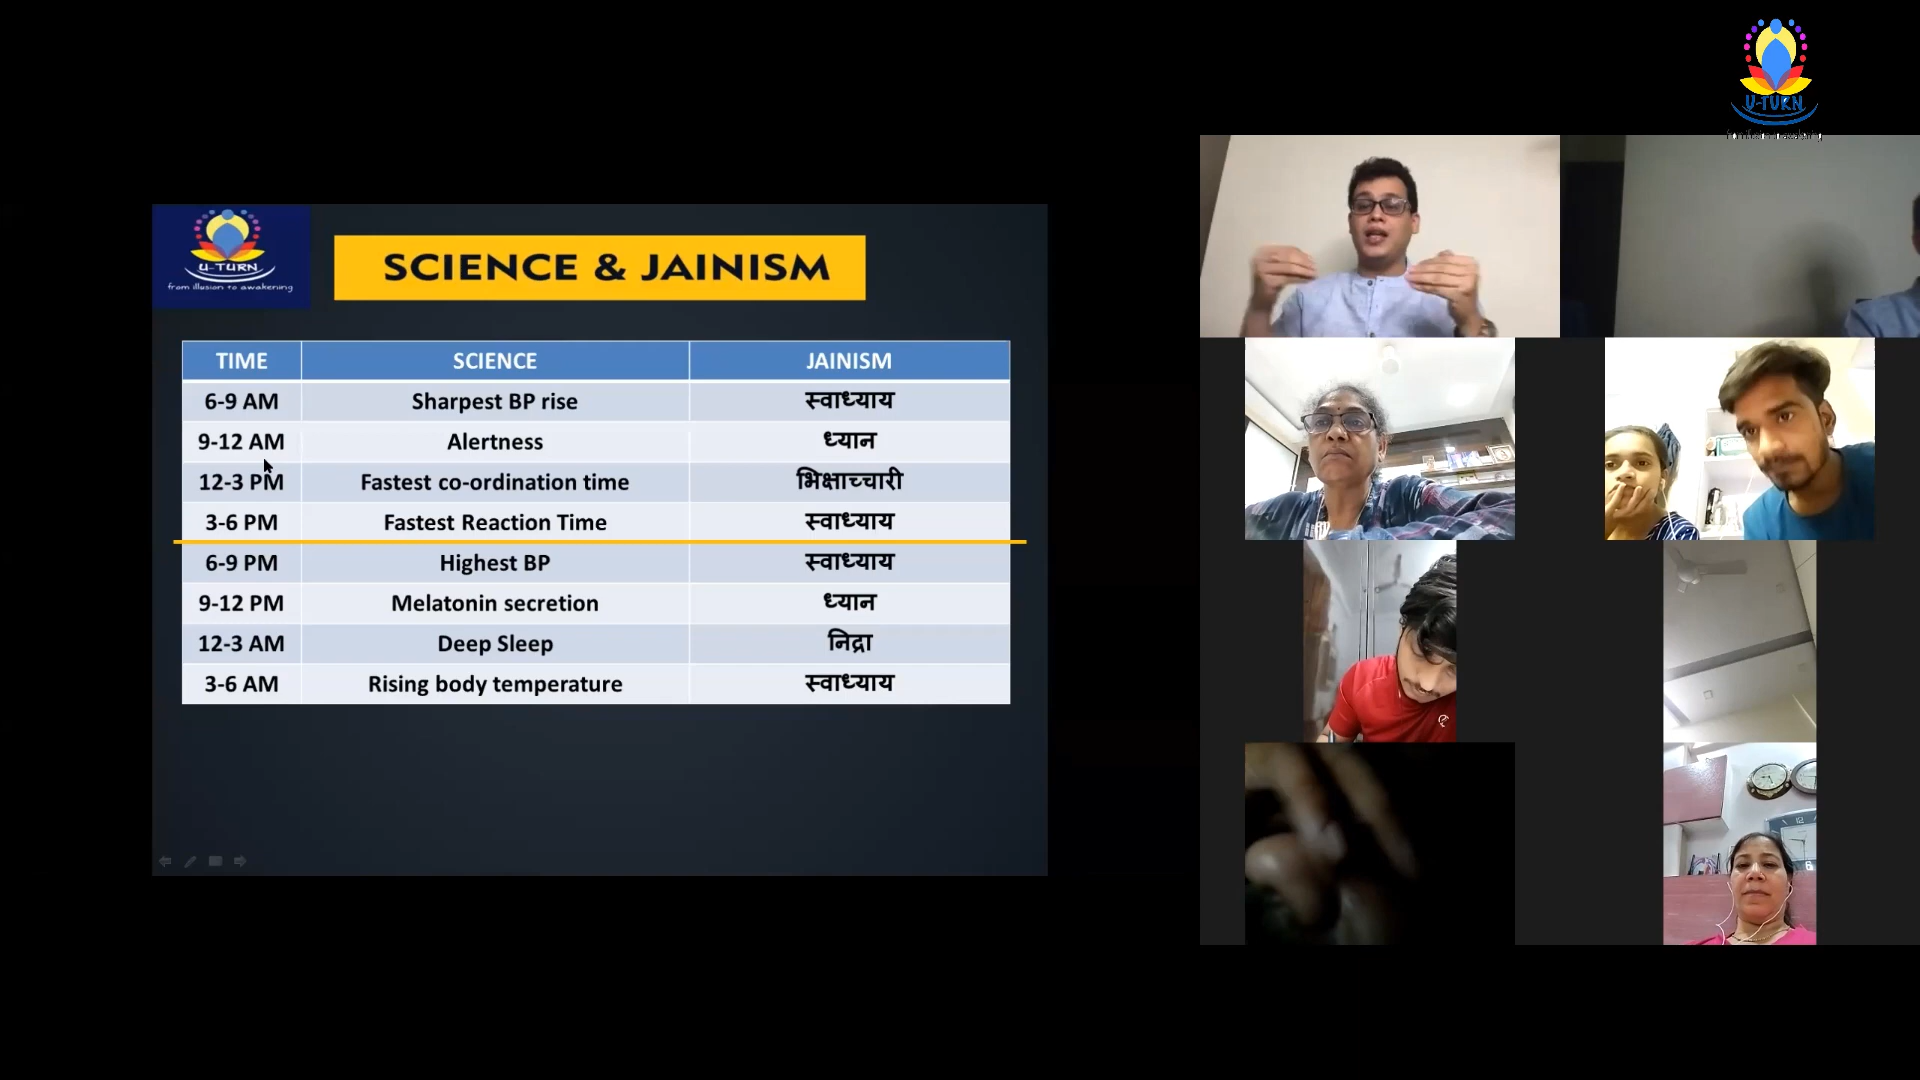 U-TURN
U-TURN
from illusion to awakening
SCIENCE & JAINISM
TIME SCIENCE JAINISM
6-9 AM Sharpest BP rise स्वाध्याय
9-12 AM Alertness ध्यान
12-3 PM Fastest co-ordination time भिक्षाच्चारी
3-6 PM Fastest Reaction Time स्वाध्याय
6-9 PM Highest BP स्वाध्याय
9-12 PM Melatonin secretion ध्यान
12-3 AM Deep Sleep निद्रा
3-6 AM Rising body temperature स्वाध्याय